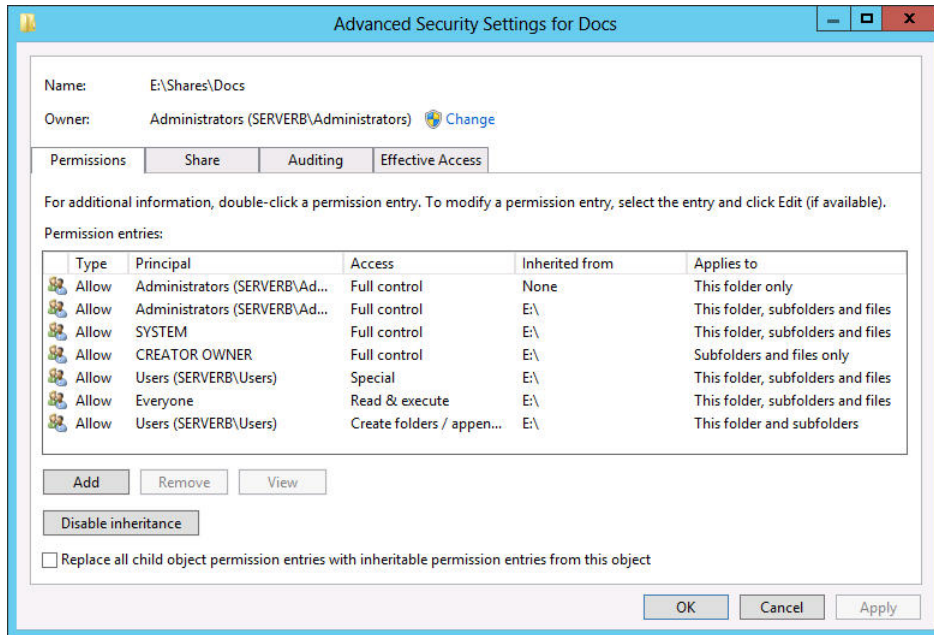 Advanced Security Settings for Docs
Name: E:\Shares\Docs
Owner: Administrators (SERVERB\Administrators) Change
Permissions Share Auditing Effective Access
For additional information, double-click a permission entry. To modify a permission entry, select the entry and click Edit (if available).
Permission entries:
Type Principal Access Inherited from Applies to
Allow Administrators (SERVERB\Ad... Full control None This folder only
Allow Administrators (SERVERB\Ad... Full control E:\ This folder, subfolders and files
Allow SYSTEM Full control E:\ This folder, subfolders and files
Allow CREATOR OWNER Full control E:\ Subfolders and files only
Allow Users (SERVERB\Users) Special E:\ This folder, subfolders and files
Allow Everyone Read & execute E:\ This folder, subfolders and files
Allow Users (SERVERB\Users) Create folders / appen... E:\ This folder and subfolders
Add Remove View
Disable inheritance
Replace all child object permission entries with inheritable permission entries from this object
OK Cancel Apply